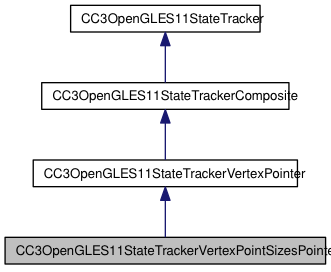 CC3OpenGLES11StateTracker
CC3OpenGLES11StateTrackerComposite
CC3OpenGLES11StateTrackerVertexPointer
CC3OpenGLES11StateTrackerVertexPointSizesPointe